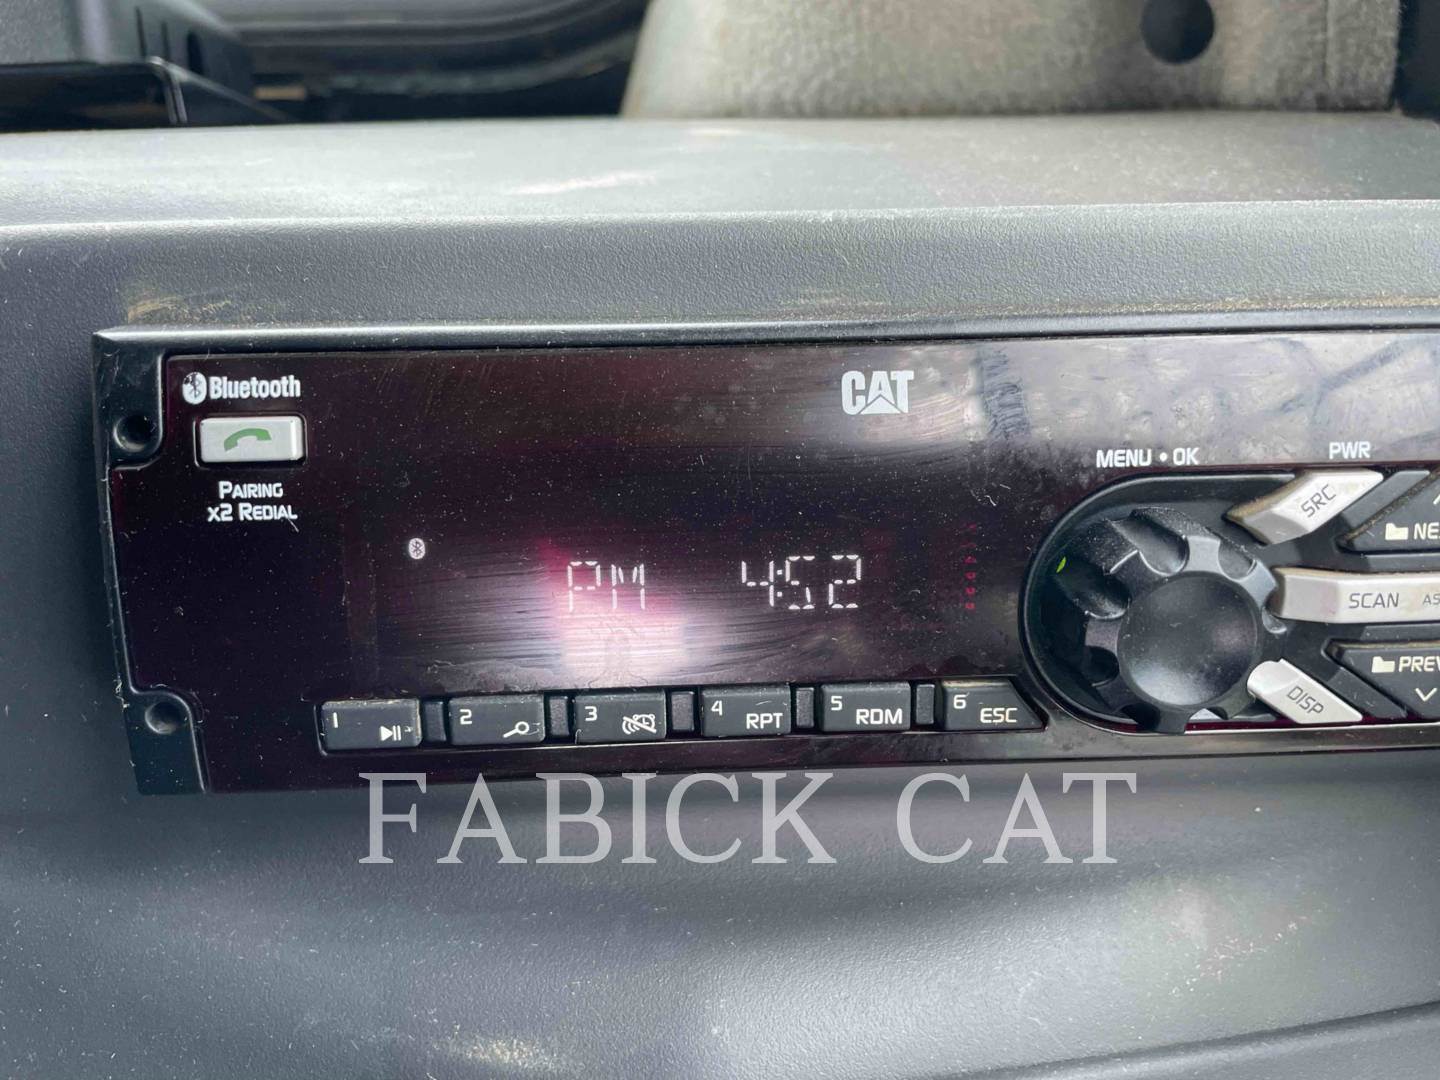 Bluetooth
CAT
MENU • OK
PWR
SRC
PAIRING
X2 REDIAL
PM 4:52
SCAN
DISP
PREV
1
2
3
4 RPT
5 RDM
6 ESC
FABICK CAT